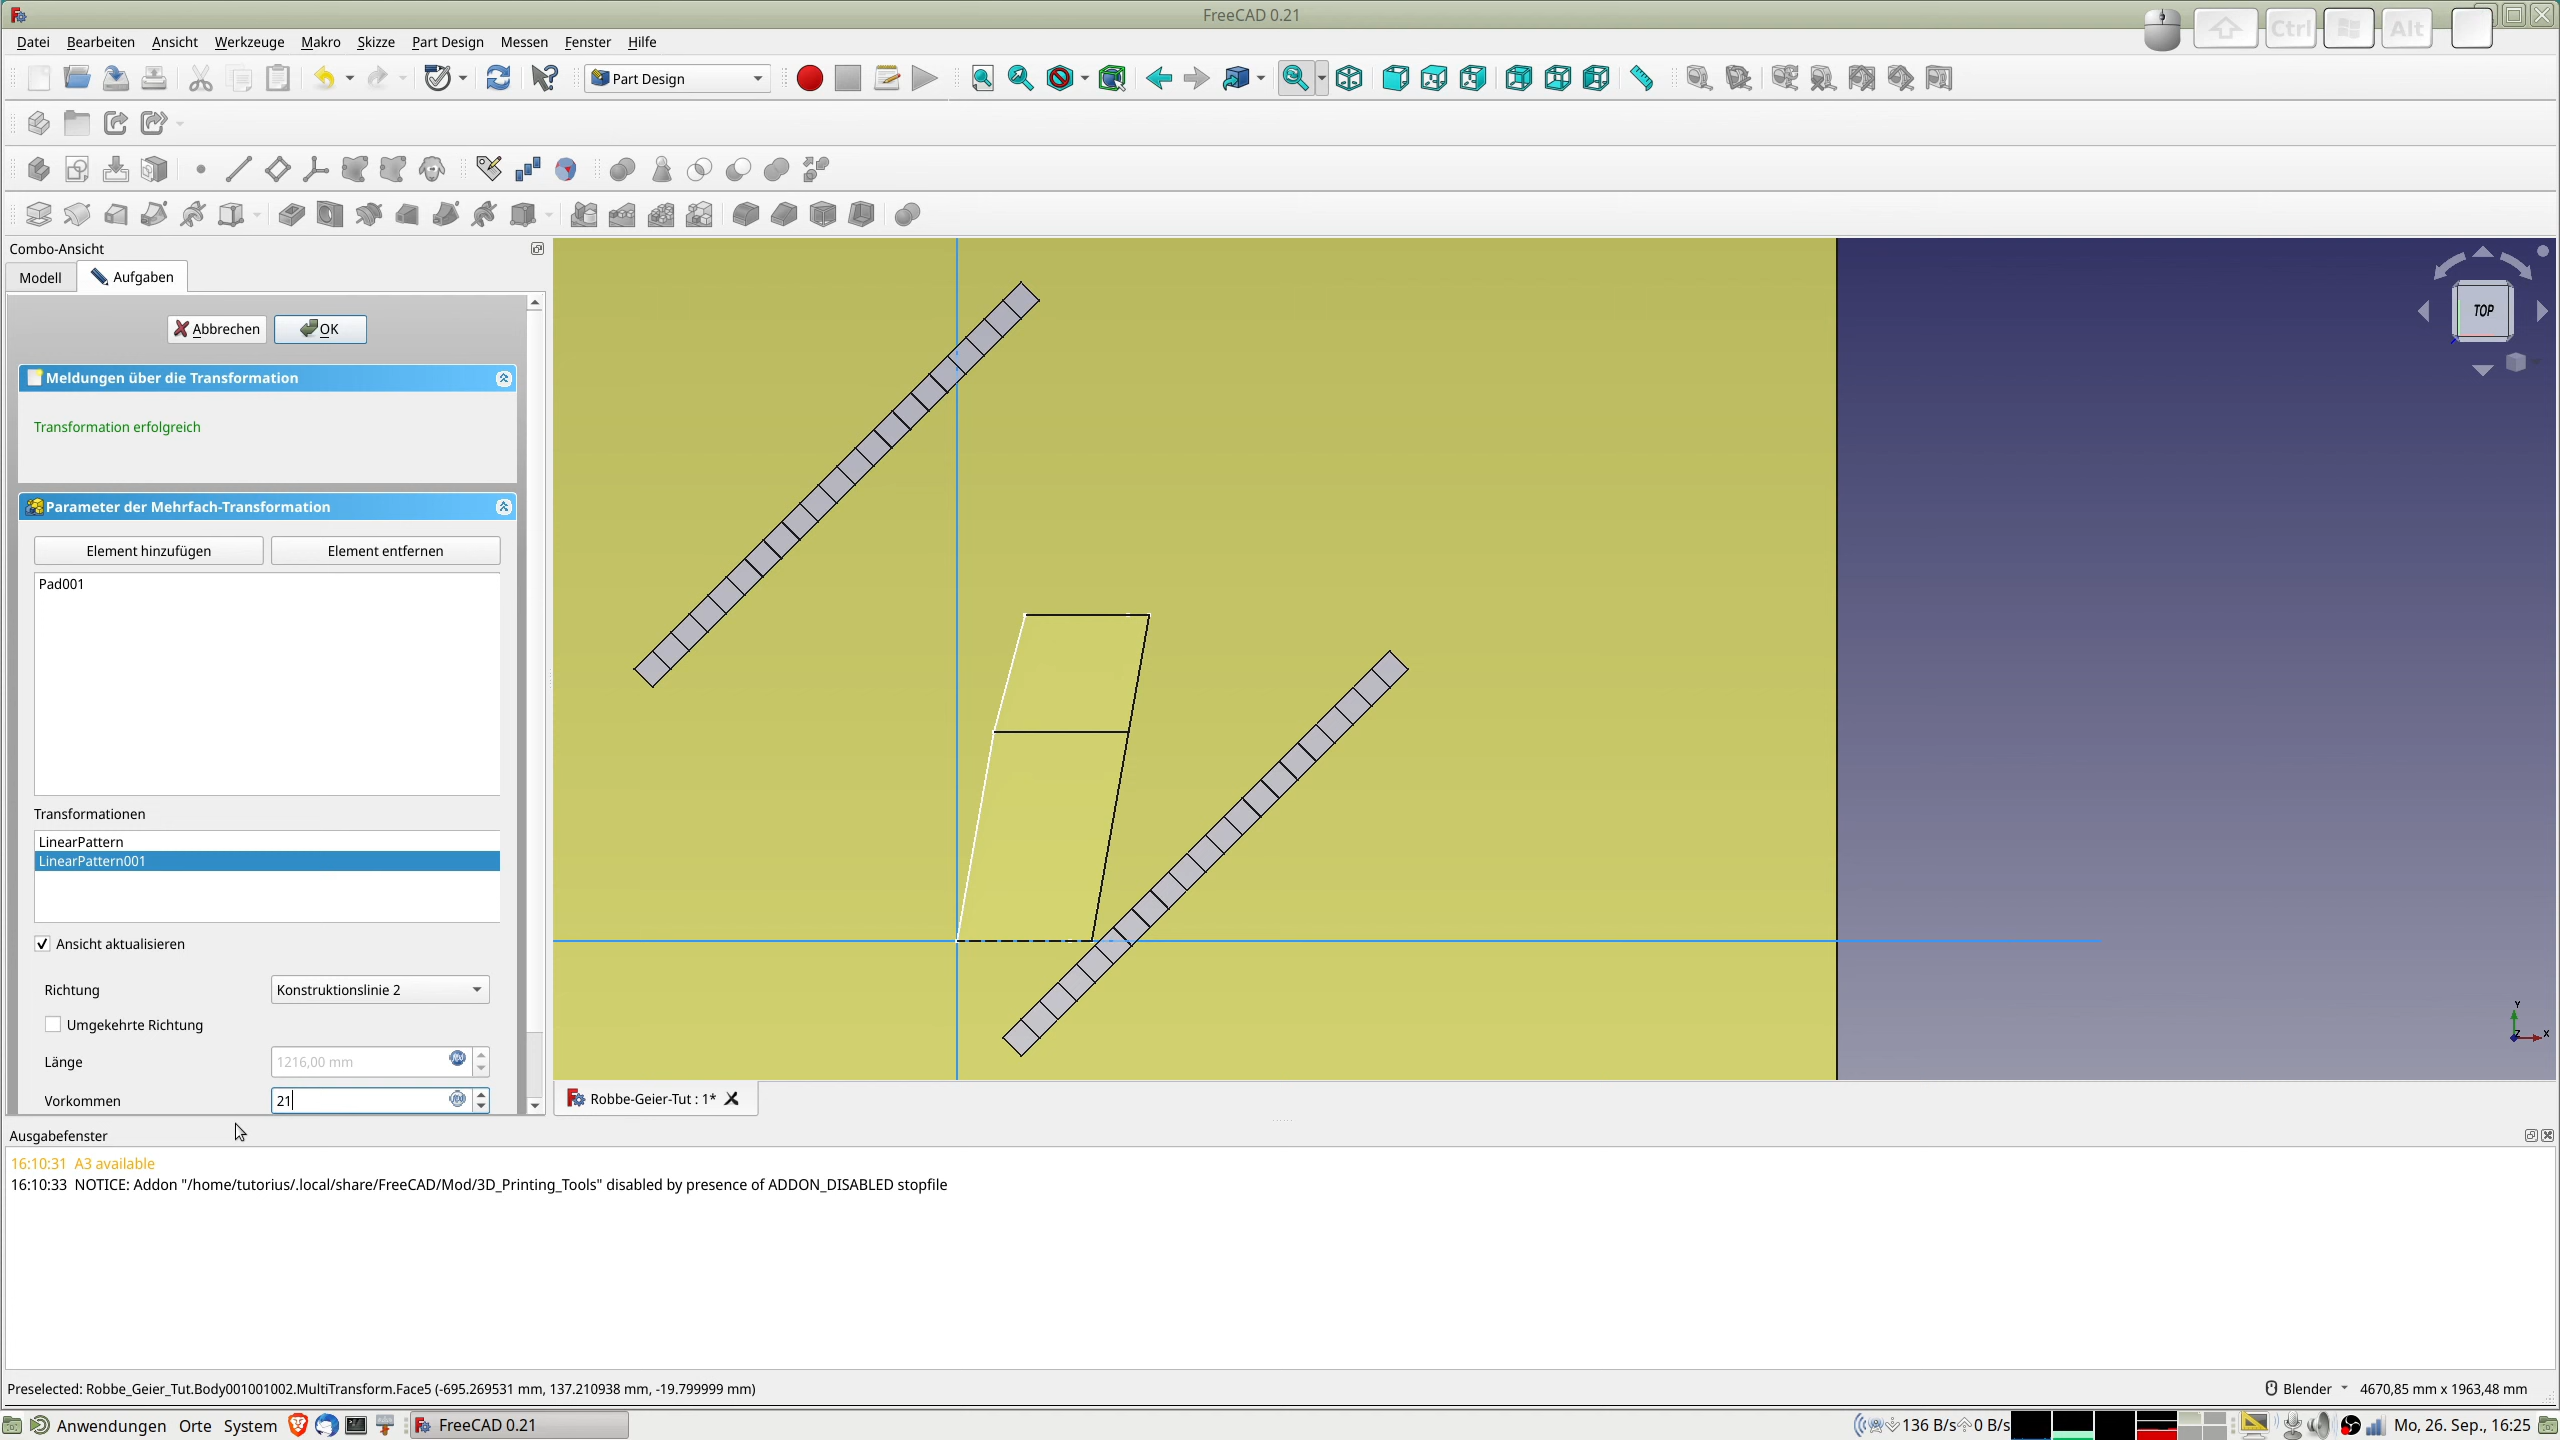 FreeCAD 0.21
Datei Bearbeiten Ansicht Werkzeuge Makro Skizze Part Design Messen Fenster Hilfe
Ctrl Alt
Part Design
Combo-Ansicht
Modell Aufgaben
Abbrechen OK
Meldungen über die Transformation
Transformation erfolgreich
Parameter der Mehrfach-Transformation
Element hinzufügen Element entfernen
Pad001
Transformationen
LinearPattern
LinearPattern001
Ansicht aktualisieren
Richtung Konstruktionslinie 2
Umgekehrte Richtung
Länge 1216,00 mm
Vorkommen 21
TOP
Y
Z X
Robbe-Geier-Tut : 1*
Ausgabefenster
16:10:31 A3 available
16:10:33 NOTICE: Addon "/home/tutorius/.local/share/FreeCAD/Mod/3D_Printing_Tools" disabled by presence of ADDON_DISABLED stopfile
Preselected: Robbe_Geier_Tut.Body001001002.MultiTransform.Face5 (-695.269531 mm, 137.210938 mm, -19.799999 mm)
Blender 4670,85 mm x 1963,48 mm
Anwendungen Orte System FreeCAD 0.21 136 B/s 0 B/s Mo, 26. Sep., 16:25